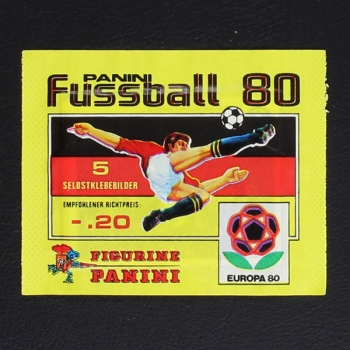 PANINI
Fussball 80
5
SELBSTKLEBEBILDER
EMPFOHLENER RICHTPREIS:
-.20
FIGURINE
PANINI
EUROPA 80